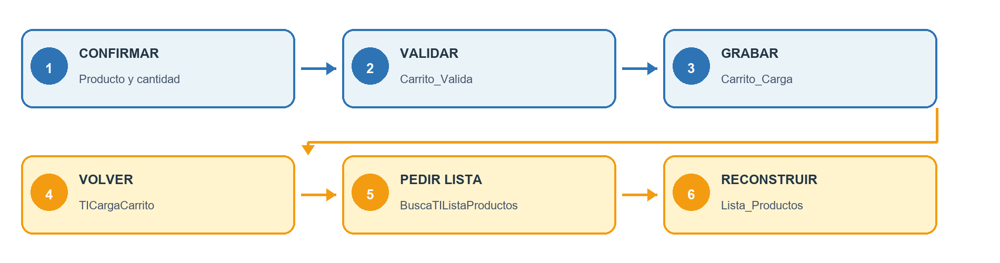 1
CONFIRMAR
Producto y cantidad
2
VALIDAR
Carrito_Valida
3
GRABAR
Carrito_Carga
4
VOLVER
TICargaCarrito
5
PEDIR LISTA
BuscaTIListaProductos
6
RECONSTRUIR
Lista_Productos